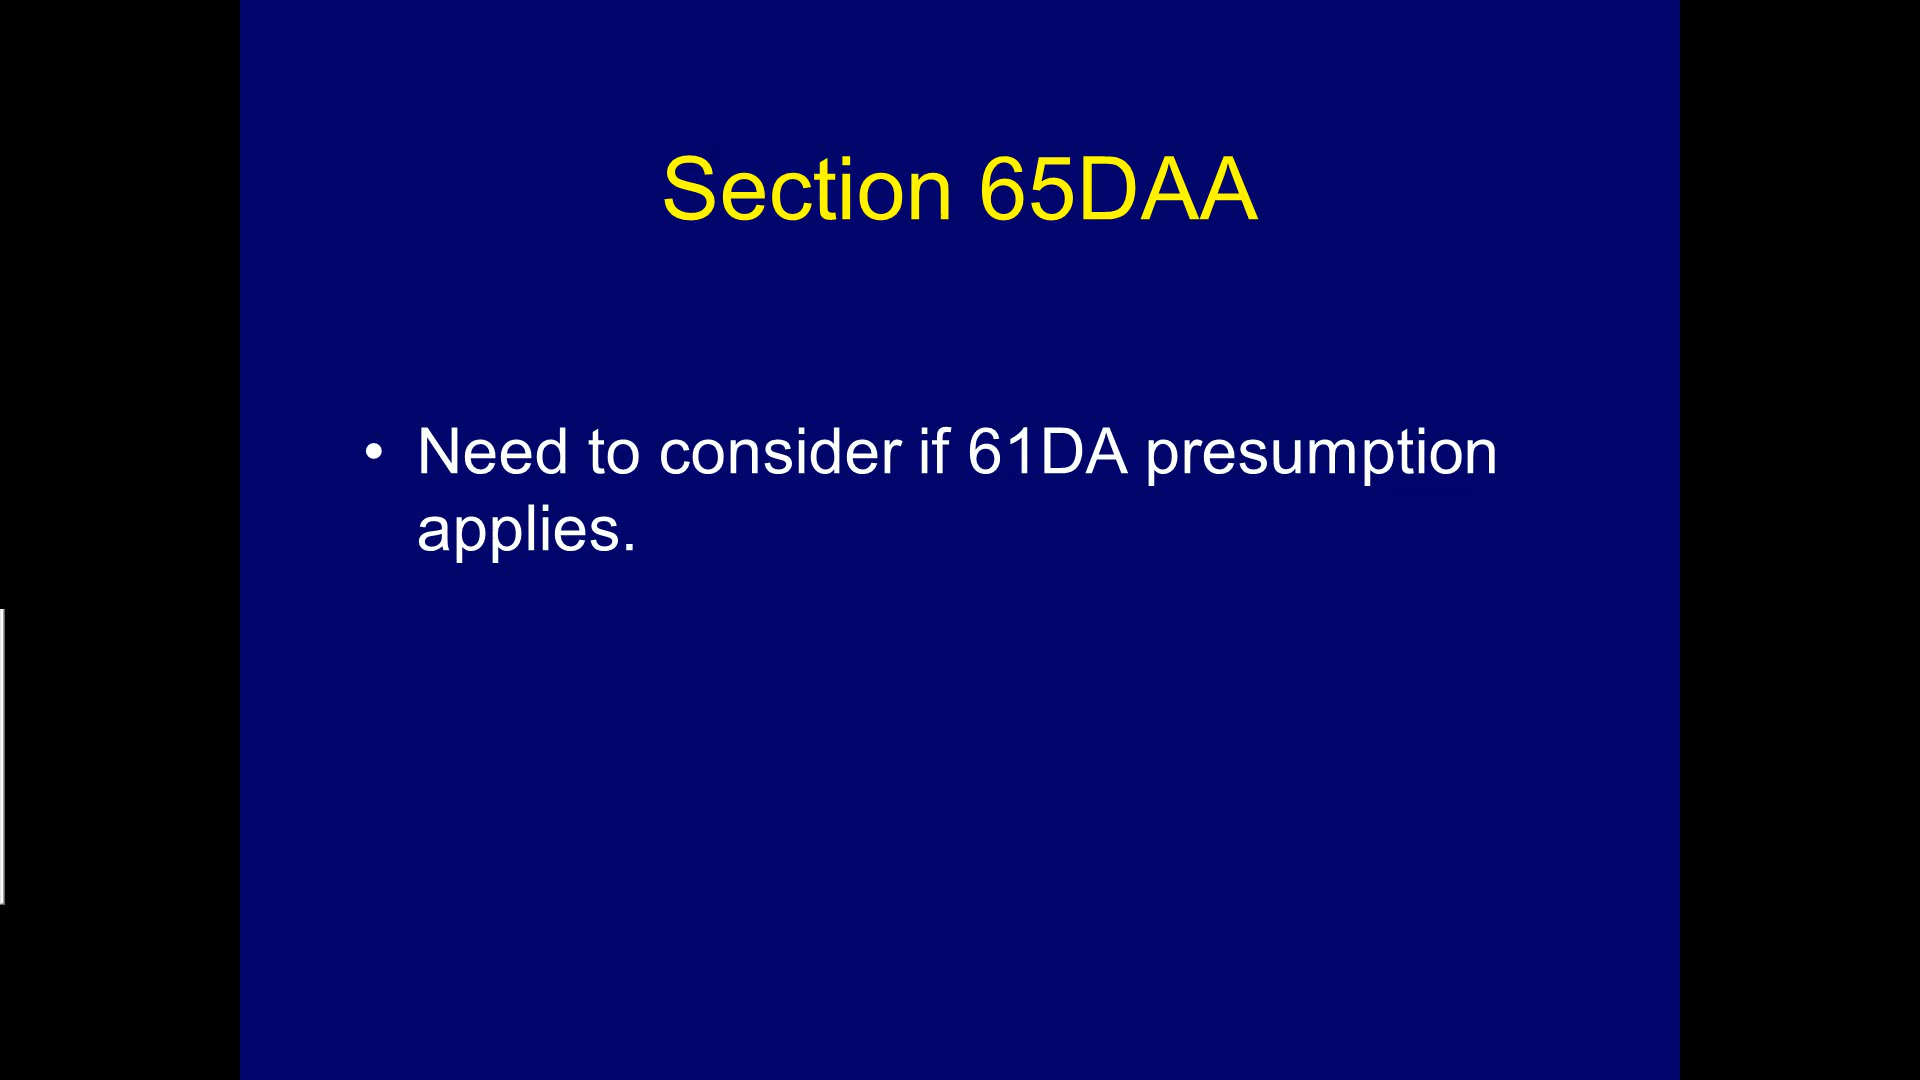 Section 65DAA
• Need to consider if 61DA presumption
applies.